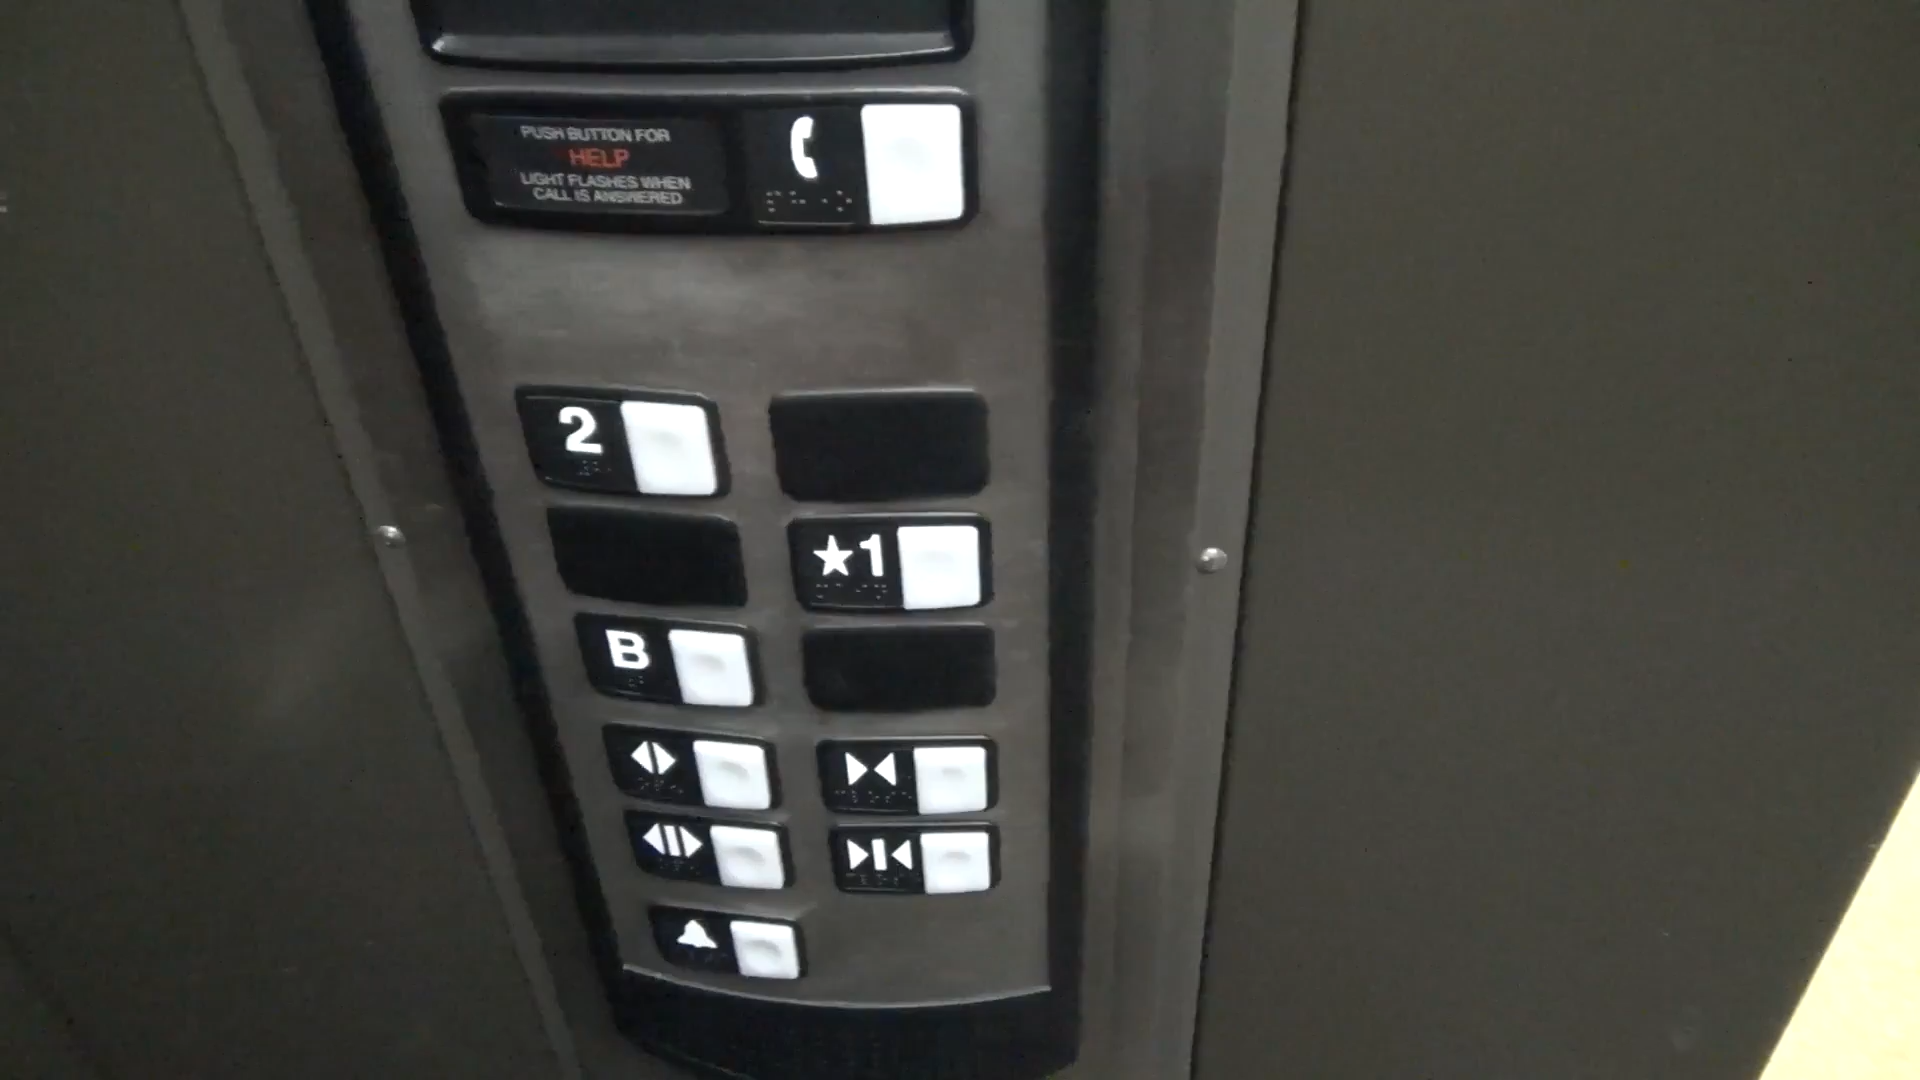 PUSH BUTTON FOR
HELP
LIGHT FLASHES WHEN
CALL IS ANSWERED
2
★1
B